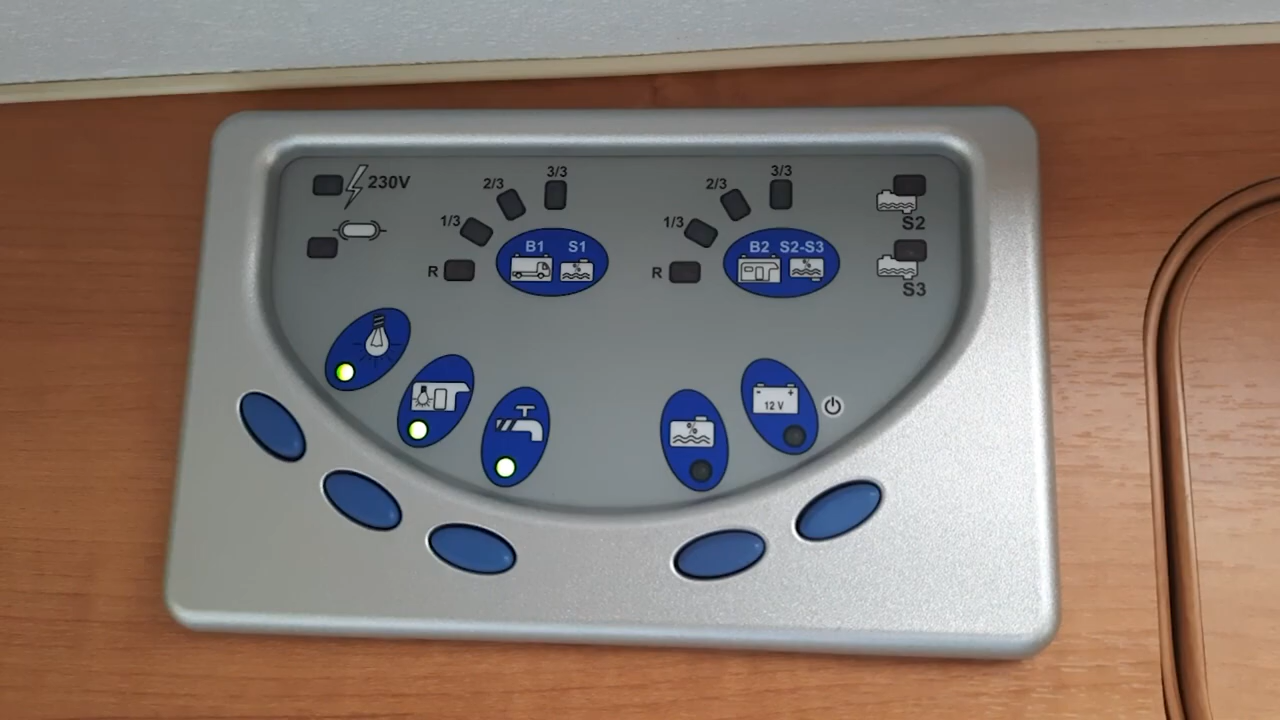 230V
R 1/3 2/3 3/3
B1 S1
R 1/3 2/3 3/3
B2 S2-S3
S2
S3
%
%
%
- +
12 V